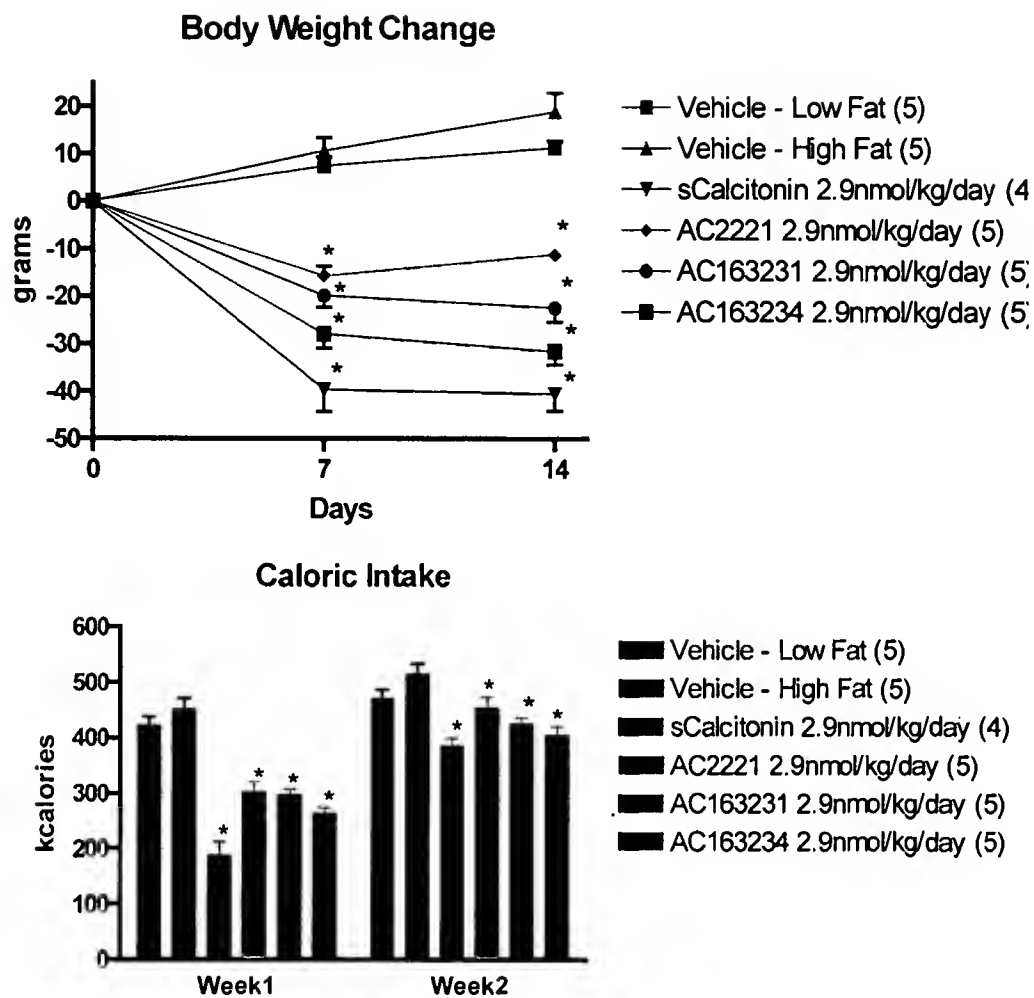 Body Weight Change
20
10
0
-10
-20
-30
-40
-50
grams
0
7
14
Days
*
*
*
*
*
*
*
*
Vehicle - Low Fat (5)
Vehicle - High Fat (5)
sCalcitonin 2.9nmol/kg/day (4
AC2221 2.9nmol/kg/day (5)
AC163231 2.9nmol/kg/day (5)
AC163234 2.9nmol/kg/day (5)
Caloric Intake
600
500
400
300
200
100
0
kcalories
* * * *
* * * *
Week1
Week2
Vehicle - Low Fat (5)
Vehicle - High Fat (5)
sCalcitonin 2.9nmol/kg/day (4)
AC2221 2.9nmol/kg/day (5)
AC163231 2.9nmol/kg/day (5)
AC163234 2.9nmol/kg/day (5)